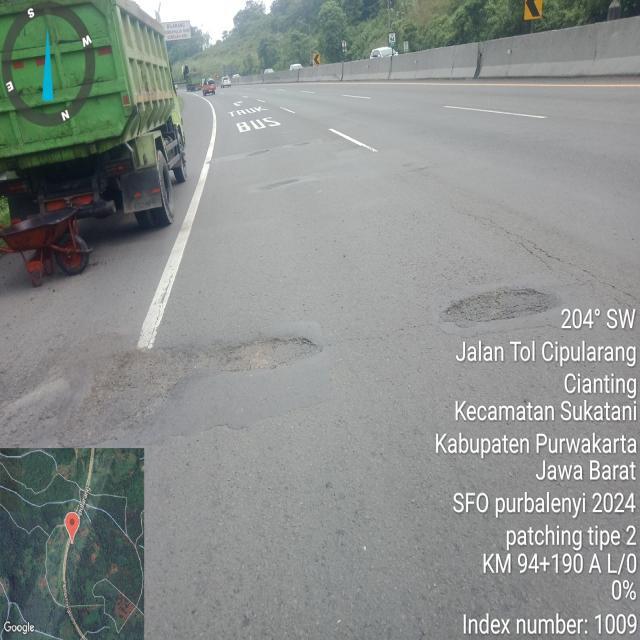 S
W
E
N
TRUK
BUS
204° SW
Jalan Tol Cipularang
Cianting
Kecamatan Sukatani
Kabupaten Purwakarta
Jawa Barat
SFO purbalenyi 2024
patching tipe 2
KM 94+190 A L/0
0%
Index number: 1009
Google